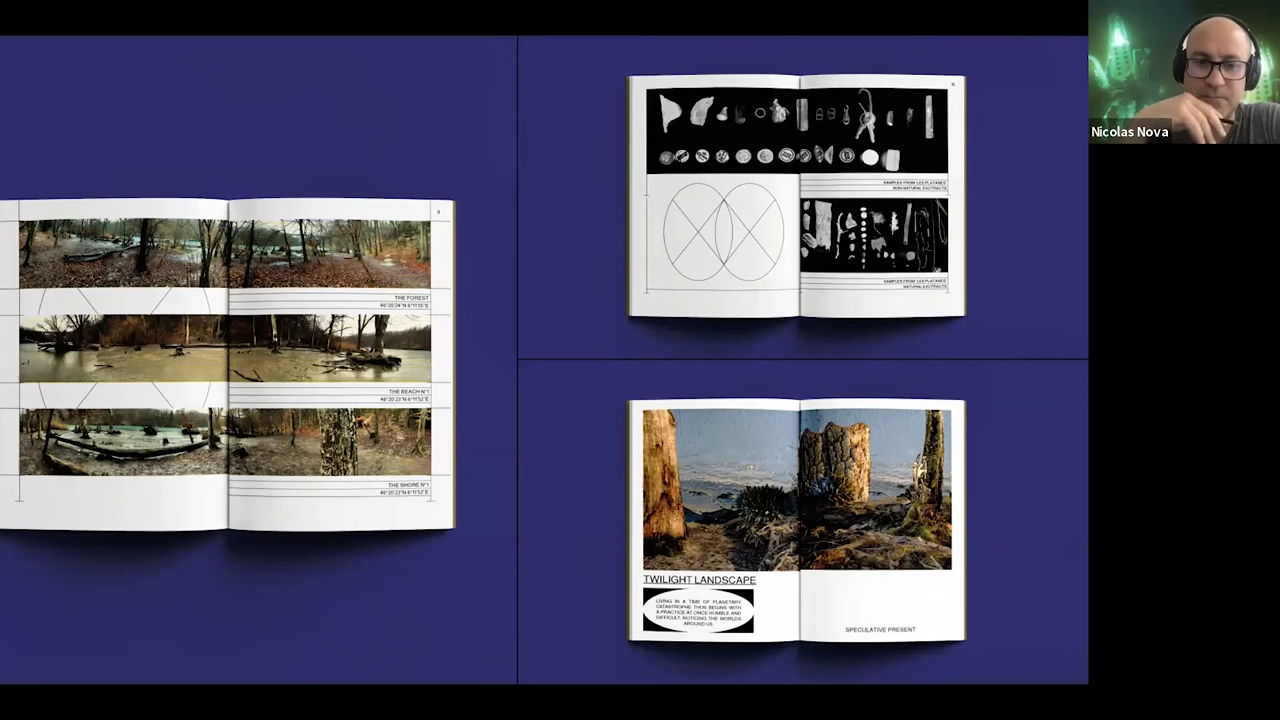 9
THE FOREST
46°20'24"N 6°11'55"E
THE BEACH N°1
46°20'23"N 6°11'52"E
THE SHORE N°1
46°20'23"N 6°11'52"E
SAMPLES FROM LES PLATANES
NON NATURAL EXCTRACTS
SAMPLES FROM LES PLATANES
NATURAL EXCTRACTS
TWILIGHT LANDSCAPE
LIVING IN A TIME OF PLANETARY
CATASTROPHE THUS BEGINS WITH
A PRACTICE AT ONCE HUMBLE AND
DIFFICULT: NOTICING THE WORLDS
AROUND US.
SPECULATIVE PRESENT
Nicolas Nova